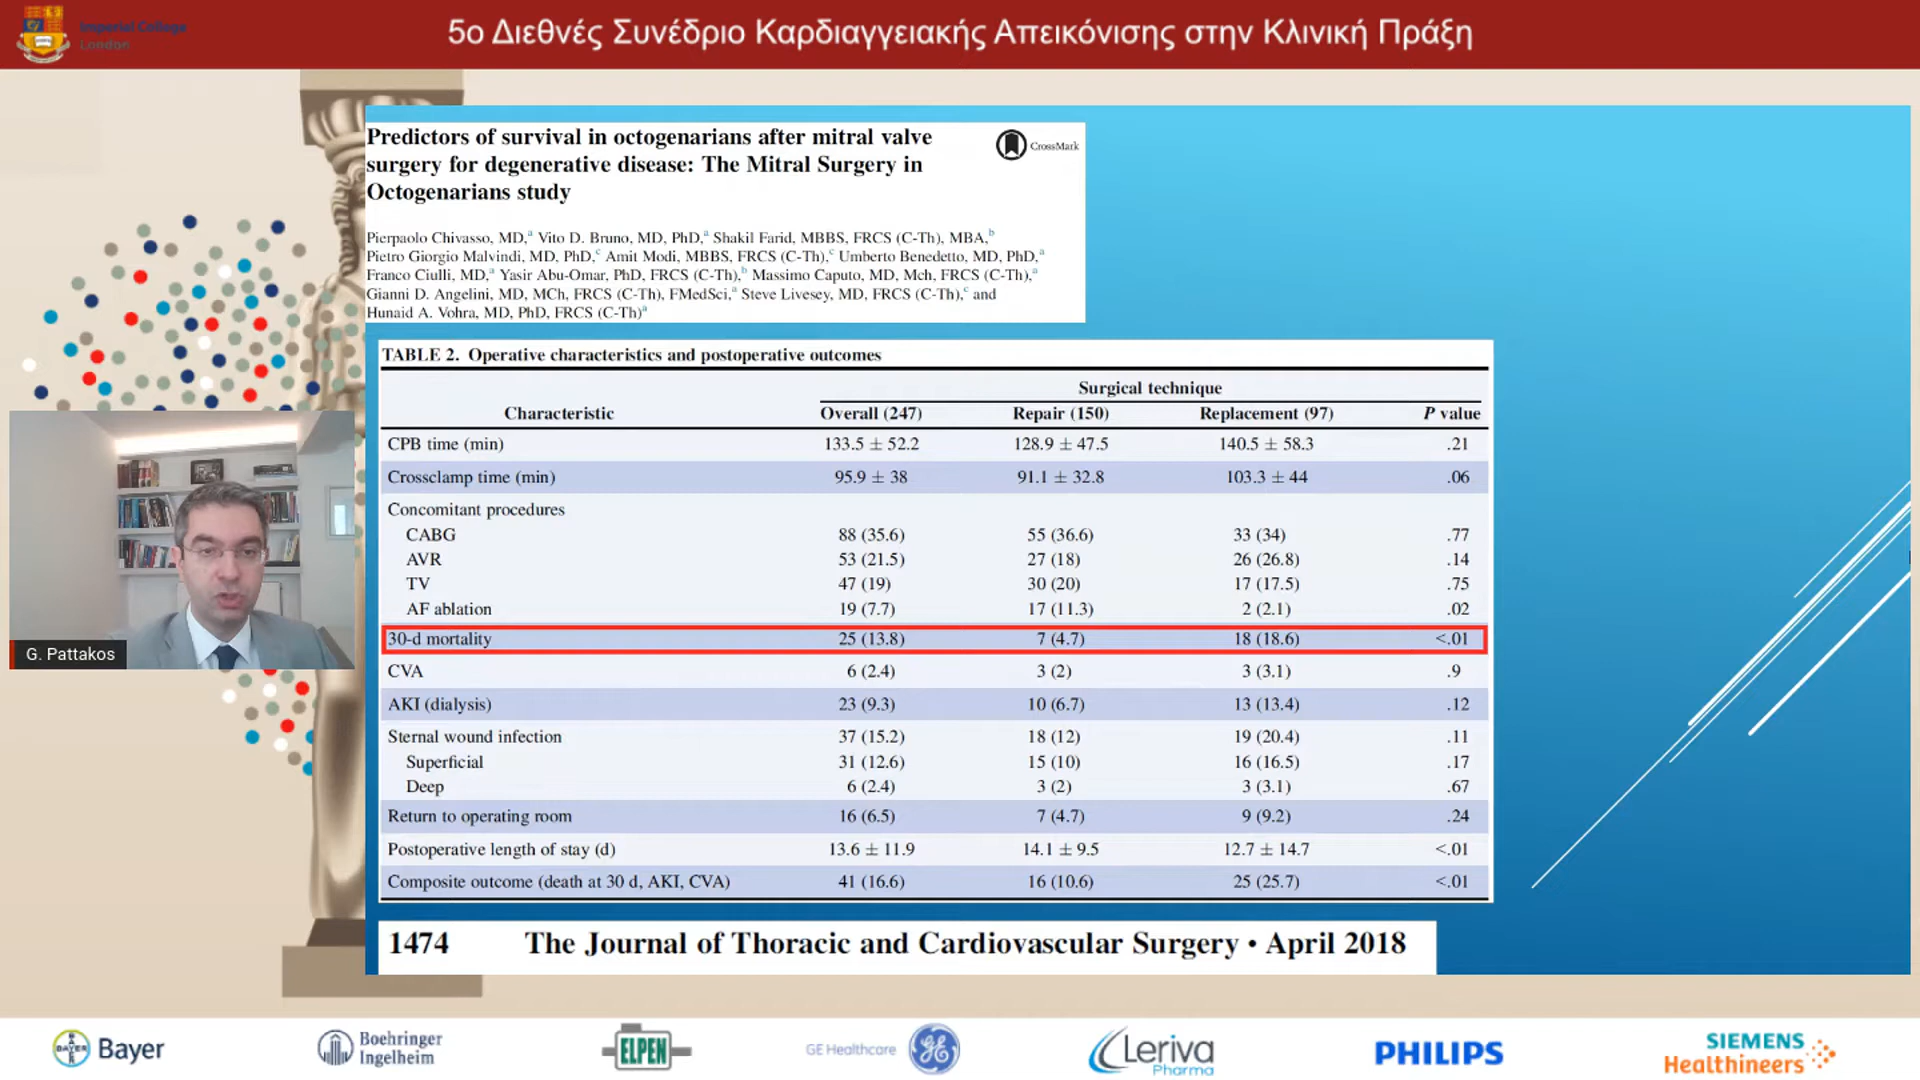 Imperial College
London
5ο Διεθνές Συνέδριο Καρδιαγγειακής Απεικόνισης στην Κλινική Πράξη
Predictors of survival in octogenarians after mitral valve
surgery for degenerative disease: The Mitral Surgery in
Octogenarians study
CrossMark
Pierpaolo Chivasso, MD,a Vito D. Bruno, MD, PhD,a Shakil Farid, MBBS, FRCS (C-Th), MBA,b
Pietro Giorgio Malvindi, MD, PhD,c Amit Modi, MBBS, FRCS (C-Th),c Umberto Benedetto, MD, PhD,a
Franco Ciulli, MD,a Yasir Abu-Omar, PhD, FRCS (C-Th),b Massimo Caputo, MD, Mch, FRCS (C-Th),a
Gianni D. Angelini, MD, MCh, FRCS (C-Th), FMedSci,a Steve Livesey, MD, FRCS (C-Th),c and
Hunaid A. Vohra, MD, PhD, FRCS (C-Th)a
TABLE 2. Operative characteristics and postoperative outcomes
Surgical technique
Characteristic Overall (247) Repair (150) Replacement (97) P value
CPB time (min) 133.5 ± 52.2 128.9 ± 47.5 140.5 ± 58.3 .21
Crossclamp time (min) 95.9 ± 38 91.1 ± 32.8 103.3 ± 44 .06
Concomitant procedures
CABG 88 (35.6) 55 (36.6) 33 (34) .77
AVR 53 (21.5) 27 (18) 26 (26.8) .14
TV 47 (19) 30 (20) 17 (17.5) .75
AF ablation 19 (7.7) 17 (11.3) 2 (2.1) .02
30-d mortality 25 (13.8) 7 (4.7) 18 (18.6) <.01
CVA 6 (2.4) 3 (2) 3 (3.1) .9
AKI (dialysis) 23 (9.3) 10 (6.7) 13 (13.4) .12
Sternal wound infection 37 (15.2) 18 (12) 19 (20.4) .11
Superficial 31 (12.6) 15 (10) 16 (16.5) .17
Deep 6 (2.4) 3 (2) 3 (3.1) .67
Return to operating room 16 (6.5) 7 (4.7) 9 (9.2) .24
Postoperative length of stay (d) 13.6 ± 11.9 14.1 ± 9.5 12.7 ± 14.7 <.01
Composite outcome (death at 30 d, AKI, CVA) 41 (16.6) 16 (10.6) 25 (25.7) <.01
1474 The Journal of Thoracic and Cardiovascular Surgery • April 2018
G. Pattakos
BAYER
Bayer
Boehringer
Ingelheim
ELPEN
GE Healthcare
Leriva
Pharma
PHILIPS
SIEMENS
Healthineers